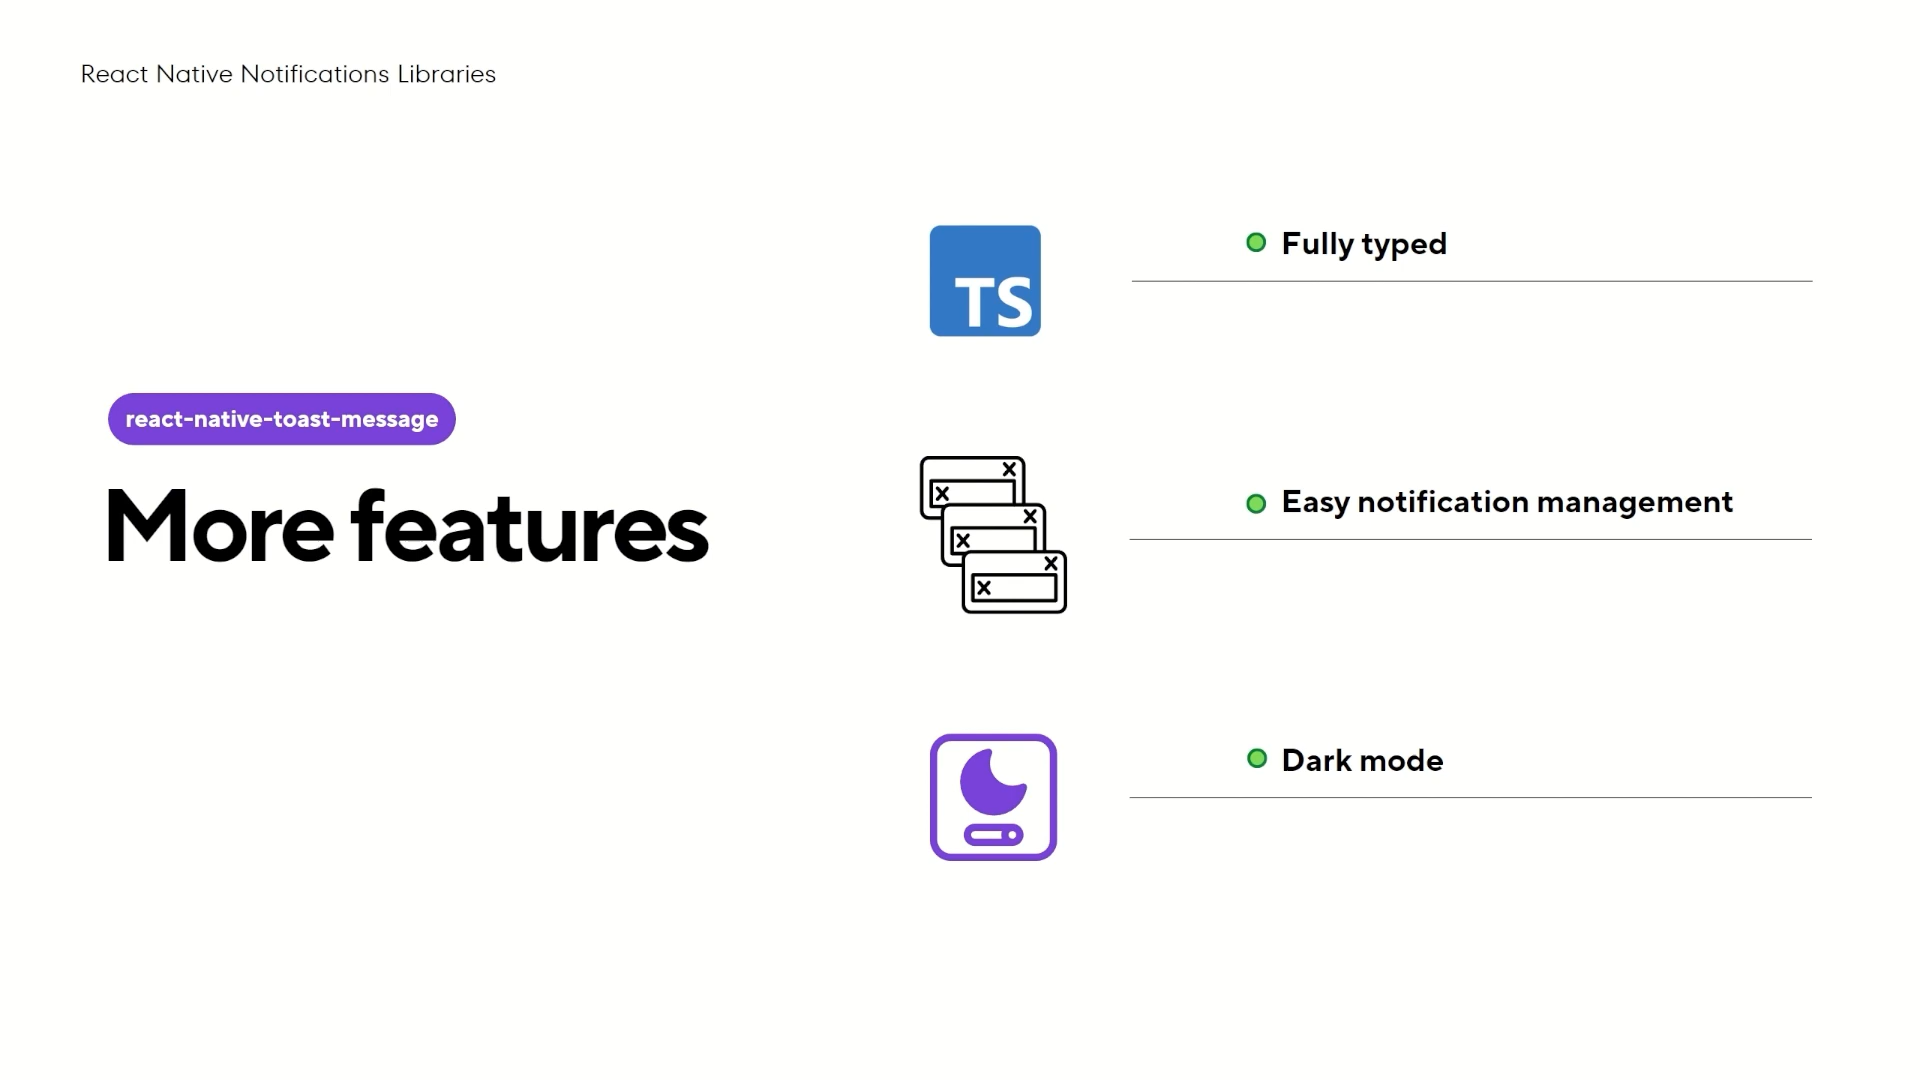 React Native Notifications Libraries
react-native-toast-message
More features
TS
Fully typed
Easy notification management
Dark mode